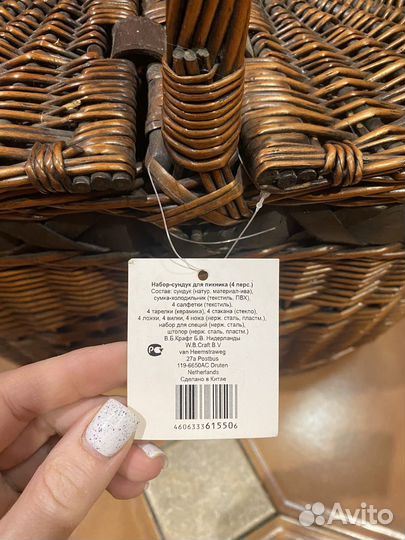 Набор-сундук для пикника (4 перс.)
Состав: сундук (натур. материал-ива),
сумка-холодильник (текстиль, ПВХ),
4 салфетки (текстиль),
4 тарелки (керамика), 4 стакана (стекло),
4 ложки, 4 вилки, 4 ножа (нерж. сталь, пластм.),
набор для специй (нерж. сталь),
штопор (нерж. сталь, пластм.)
В.Б.Крафт Б.В. Нидерланды
W.B.Craft B.V
van Heemstraweg
27a Postbus
119-6650AC Druten
Netherlands
Сделано в Китае
4606333615506
Avito